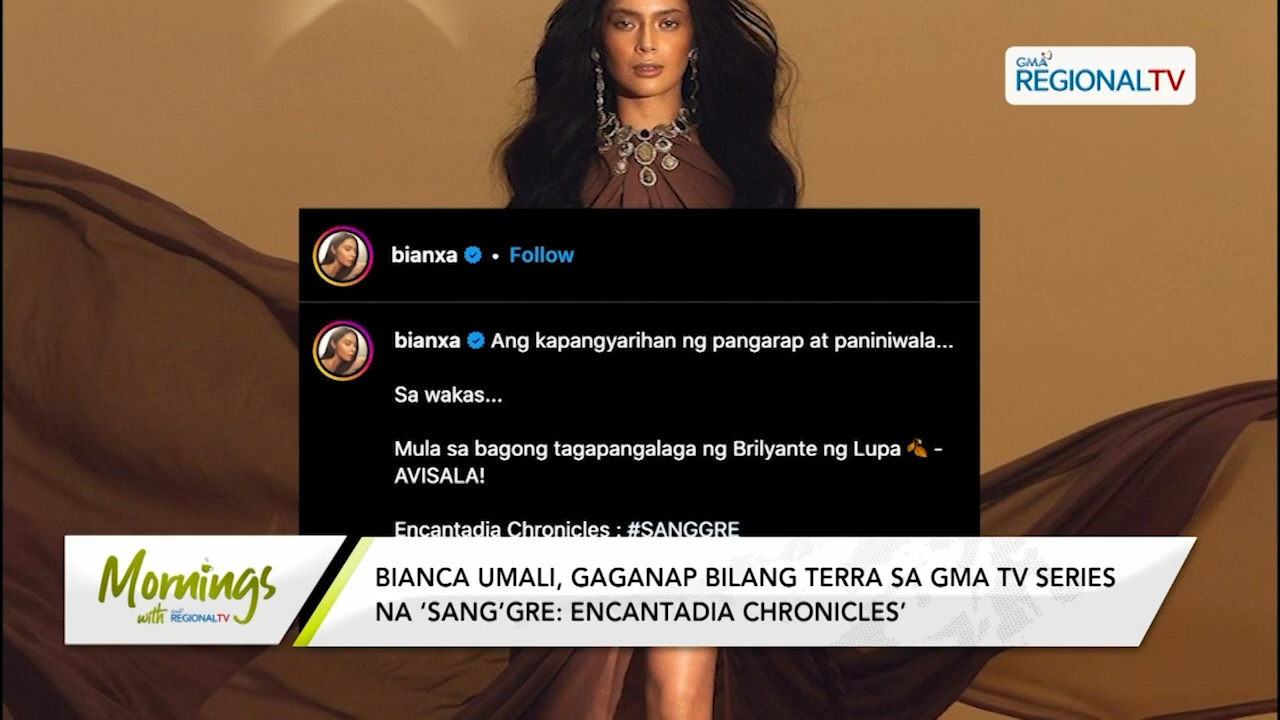 GMA
REGIONALTV
bianxa • Follow
bianxa Ang kapangyarihan ng pangarap at paniniwala...
Sa wakas...
Mula sa bagong tagapangalaga ng Brilyante ng Lupa 🍂 -
AVISALA!
Encantadia Chronicles : #SANGGRE
Mornings
with GMA REGIONALTV
BIANCA UMALI, GAGANAP BILANG TERRA SA GMA TV SERIES
NA ‘SANG’GRE: ENCANTADIA CHRONICLES’